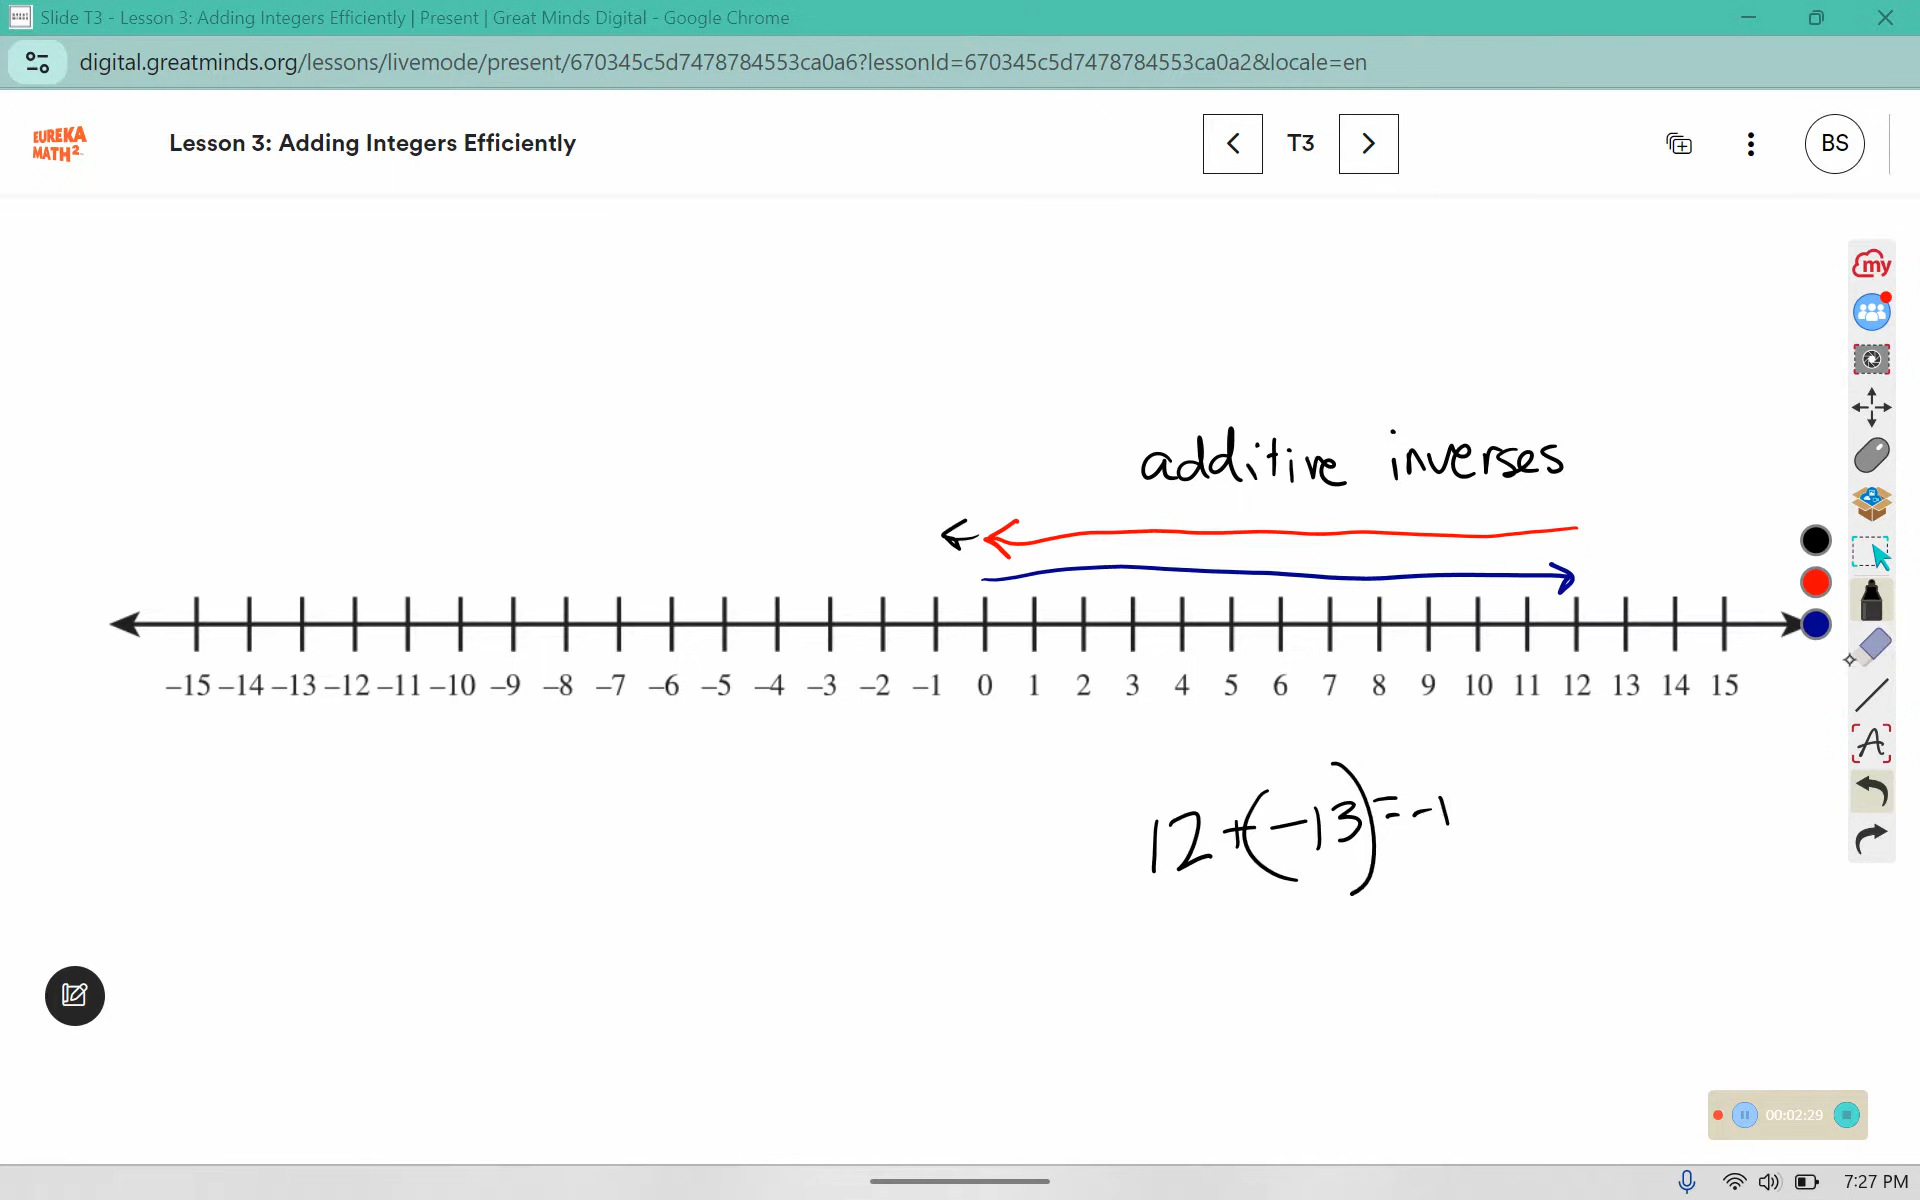 Slide T3 - Lesson 3: Adding Integers Efficiently | Present | Great Minds Digital - Google Chrome
digital.greatminds.org/lessons/livemode/present/670345c5d7478784553ca0a6?lessonId=670345c5d7478784553ca0a2&locale=en
EUREKA MATH² Lesson 3: Adding Integers Efficiently T3 BS
my
additive inverses
–15 –14 –13 –12 –11 –10 –9 –8 –7 –6 –5 –4 –3 –2 –1 0 1 2 3 4 5 6 7 8 9 10 11 12 13 14 15
A
12+(-13)=-1
00:02:29
7:27 PM